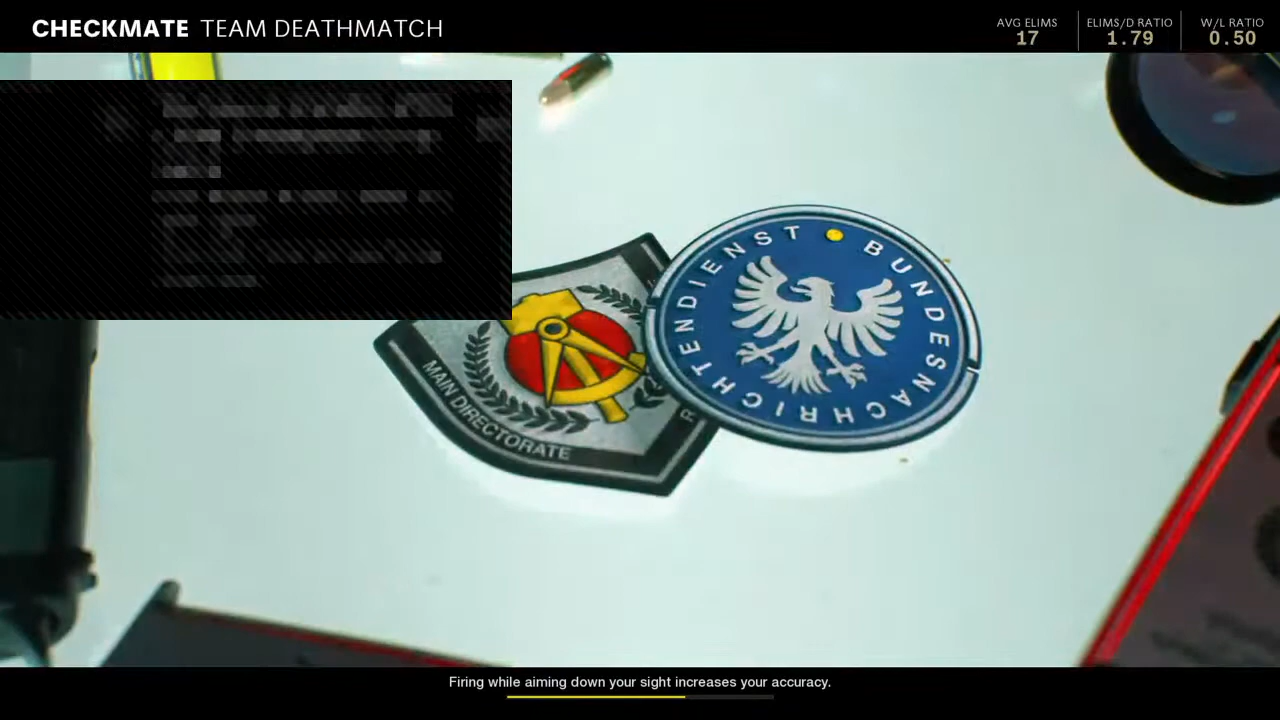 CHECKMATE TEAM DEATHMATCH
AVG ELIMS
17
ELIMS/D RATIO
1.79
W/L RATIO
0.50
BUNDESNACHRICHTENDIENST
MAIN DIRECTORATE
R
Firing while aiming down your sight increases your accuracy.